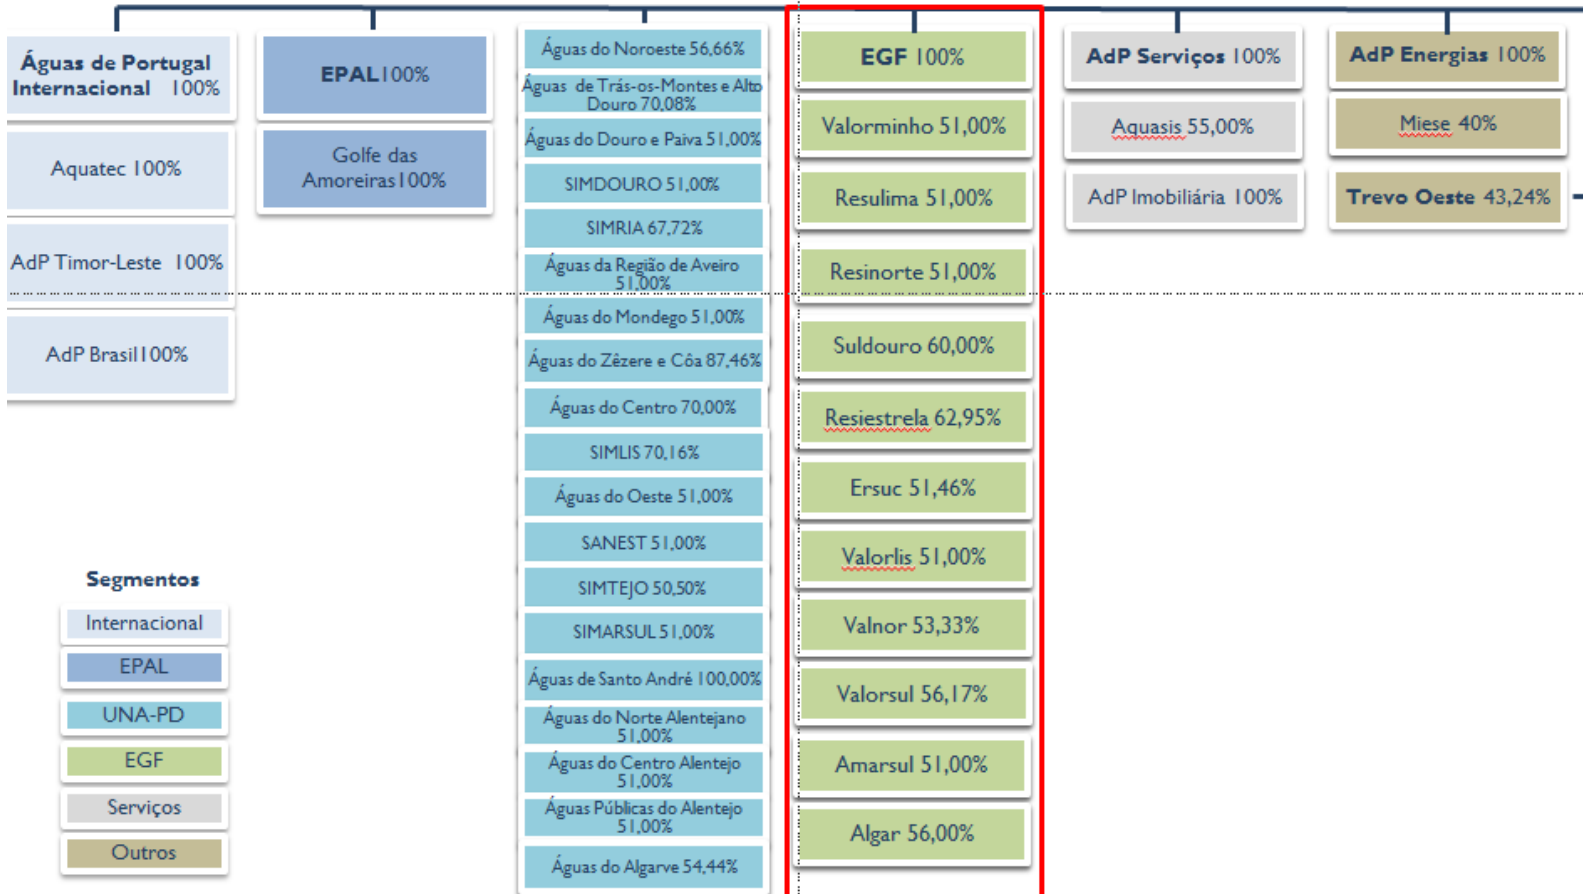 Águas de Portugal
Internacional 100%
Aquatec 100%
AdP Timor-Leste 100%
AdP Brasil100%
EPAL100%
Golfe das
Amoreiras100%
Águas do Noroeste 56,66%
Águas de Trás-os-Montes e Alto
Douro 70,08%
Águas do Douro e Paiva 51,00%
SIMDOURO 51,00%
SIMRIA 67,72%
Águas da Região de Aveiro
51,00%
Águas do Mondego 51,00%
Águas do Zêzere e Côa 87,46%
Águas do Centro 70,00%
SIMLIS 70,16%
Águas do Oeste 51,00%
SANEST 51,00%
SIMTEJO 50,50%
SIMARSUL 51,00%
Águas de Santo André 100,00%
Águas do Norte Alentejano
51,00%
Águas do Centro Alentejo
51,00%
Águas Públicas do Alentejo
51,00%
Águas do Algarve 54,44%
EGF 100%
Valorminho 51,00%
Resulima 51,00%
Resinorte 51,00%
Suldouro 60,00%
Resiestrela 62,95%
Ersuc 51,46%
Valorlis 51,00%
Valnor 53,33%
Valorsul 56,17%
Amarsul 51,00%
Algar 56,00%
AdP Serviços 100%
Aquasis 55,00%
AdP Imobiliária 100%
AdP Energias 100%
Miese 40%
Trevo Oeste 43,24%
Segmentos
Internacional
EPAL
UNA-PD
EGF
Serviços
Outros